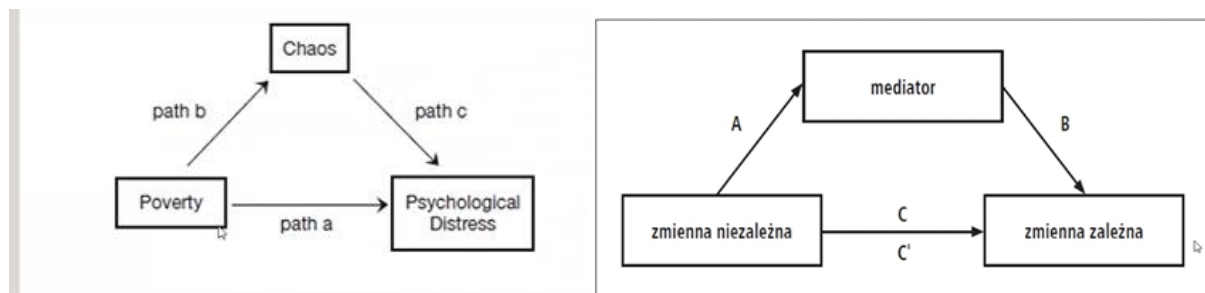 Chaos
path b
path c
Poverty
path a
Psychological
Distress
mediator
A
B
zmienna niezależna
C
C'
zmienna zależna